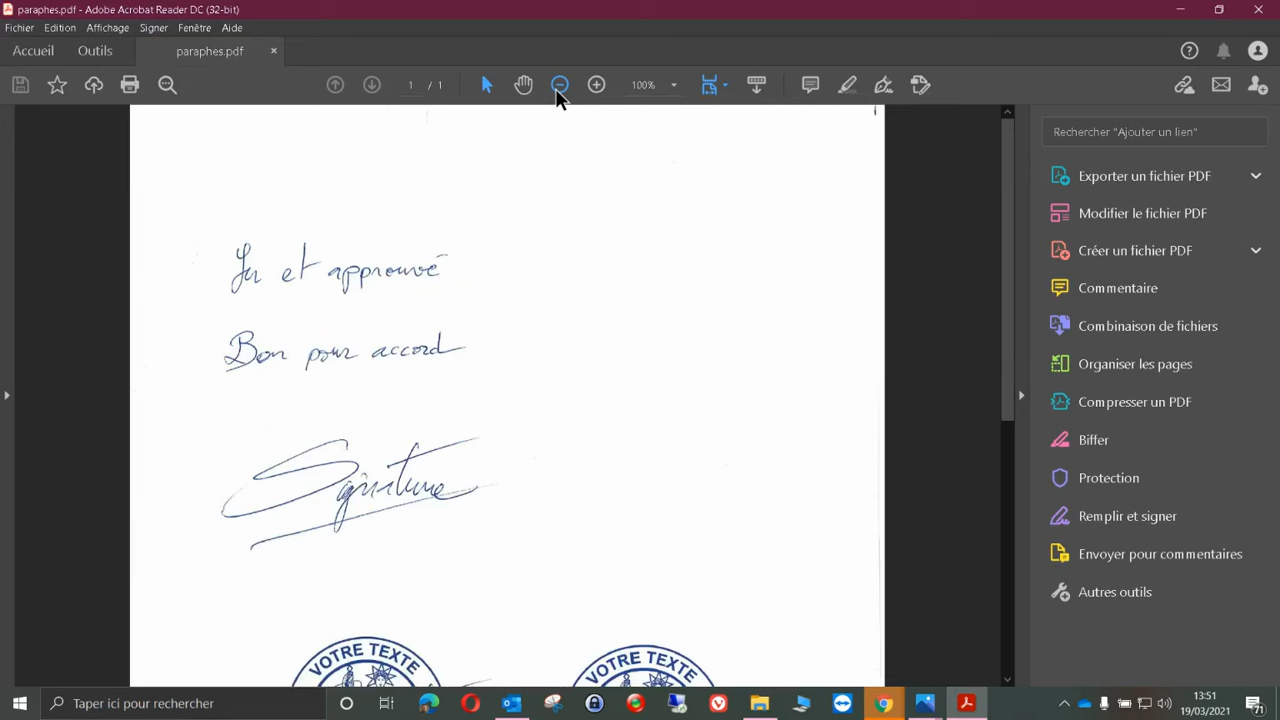 paraphes.pdf - Adobe Acrobat Reader DC (32-bit)
Fichier Edition Affichage Signer Fenêtre Aide
Accueil Outils paraphes.pdf ×
1 / 1 100%
Rechercher "Ajouter un lien"
Exporter un fichier PDF
Modifier le fichier PDF
Créer un fichier PDF
Commentaire
Combinaison de fichiers
Organiser les pages
Compresser un PDF
Biffer
Protection
Remplir et signer
Envoyer pour commentaires
Autres outils
Lu et approuvé
Bon pour accord
Signature
VOTRE TEXTE
VOTRE TEXTE
Taper ici pour rechercher
13:51
19/03/2021
71